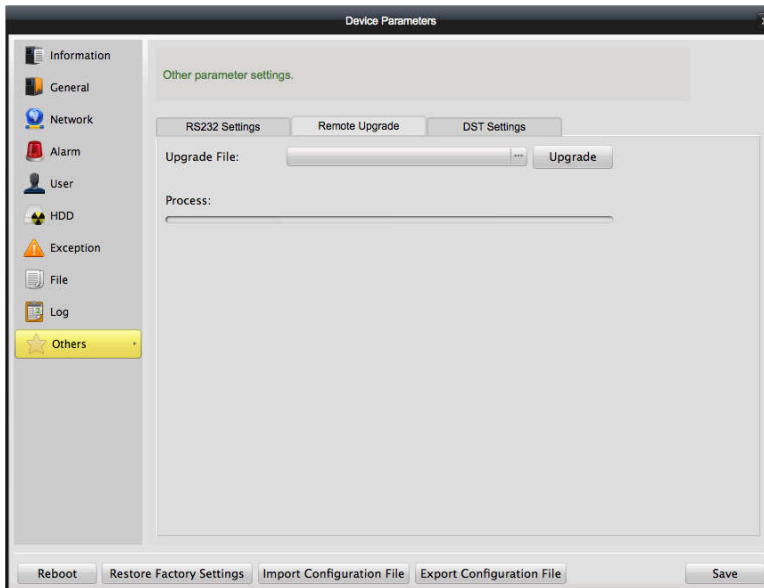 Device Parameters
Information
General
Network
Alarm
User
HDD
Exception
File
Log
Others
Other parameter settings.
RS232 Settings Remote Upgrade DST Settings
Upgrade File: ... Upgrade
Process:
Reboot Restore Factory Settings Import Configuration File Export Configuration File Save